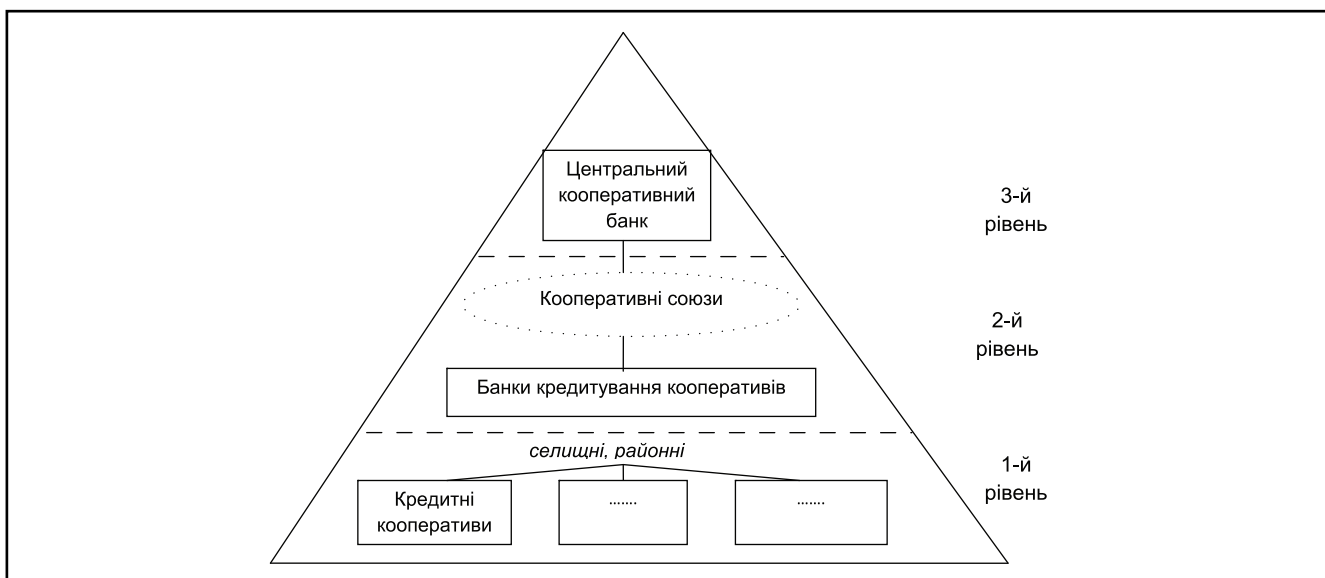 Центральний
кооперативний
банк
3-й
рівень
Кооперативні союзи
2-й
рівень
Банки кредитування кооперативів
селищні, районні
1-й
рівень
Кредитні
кооперативи
.......
.......